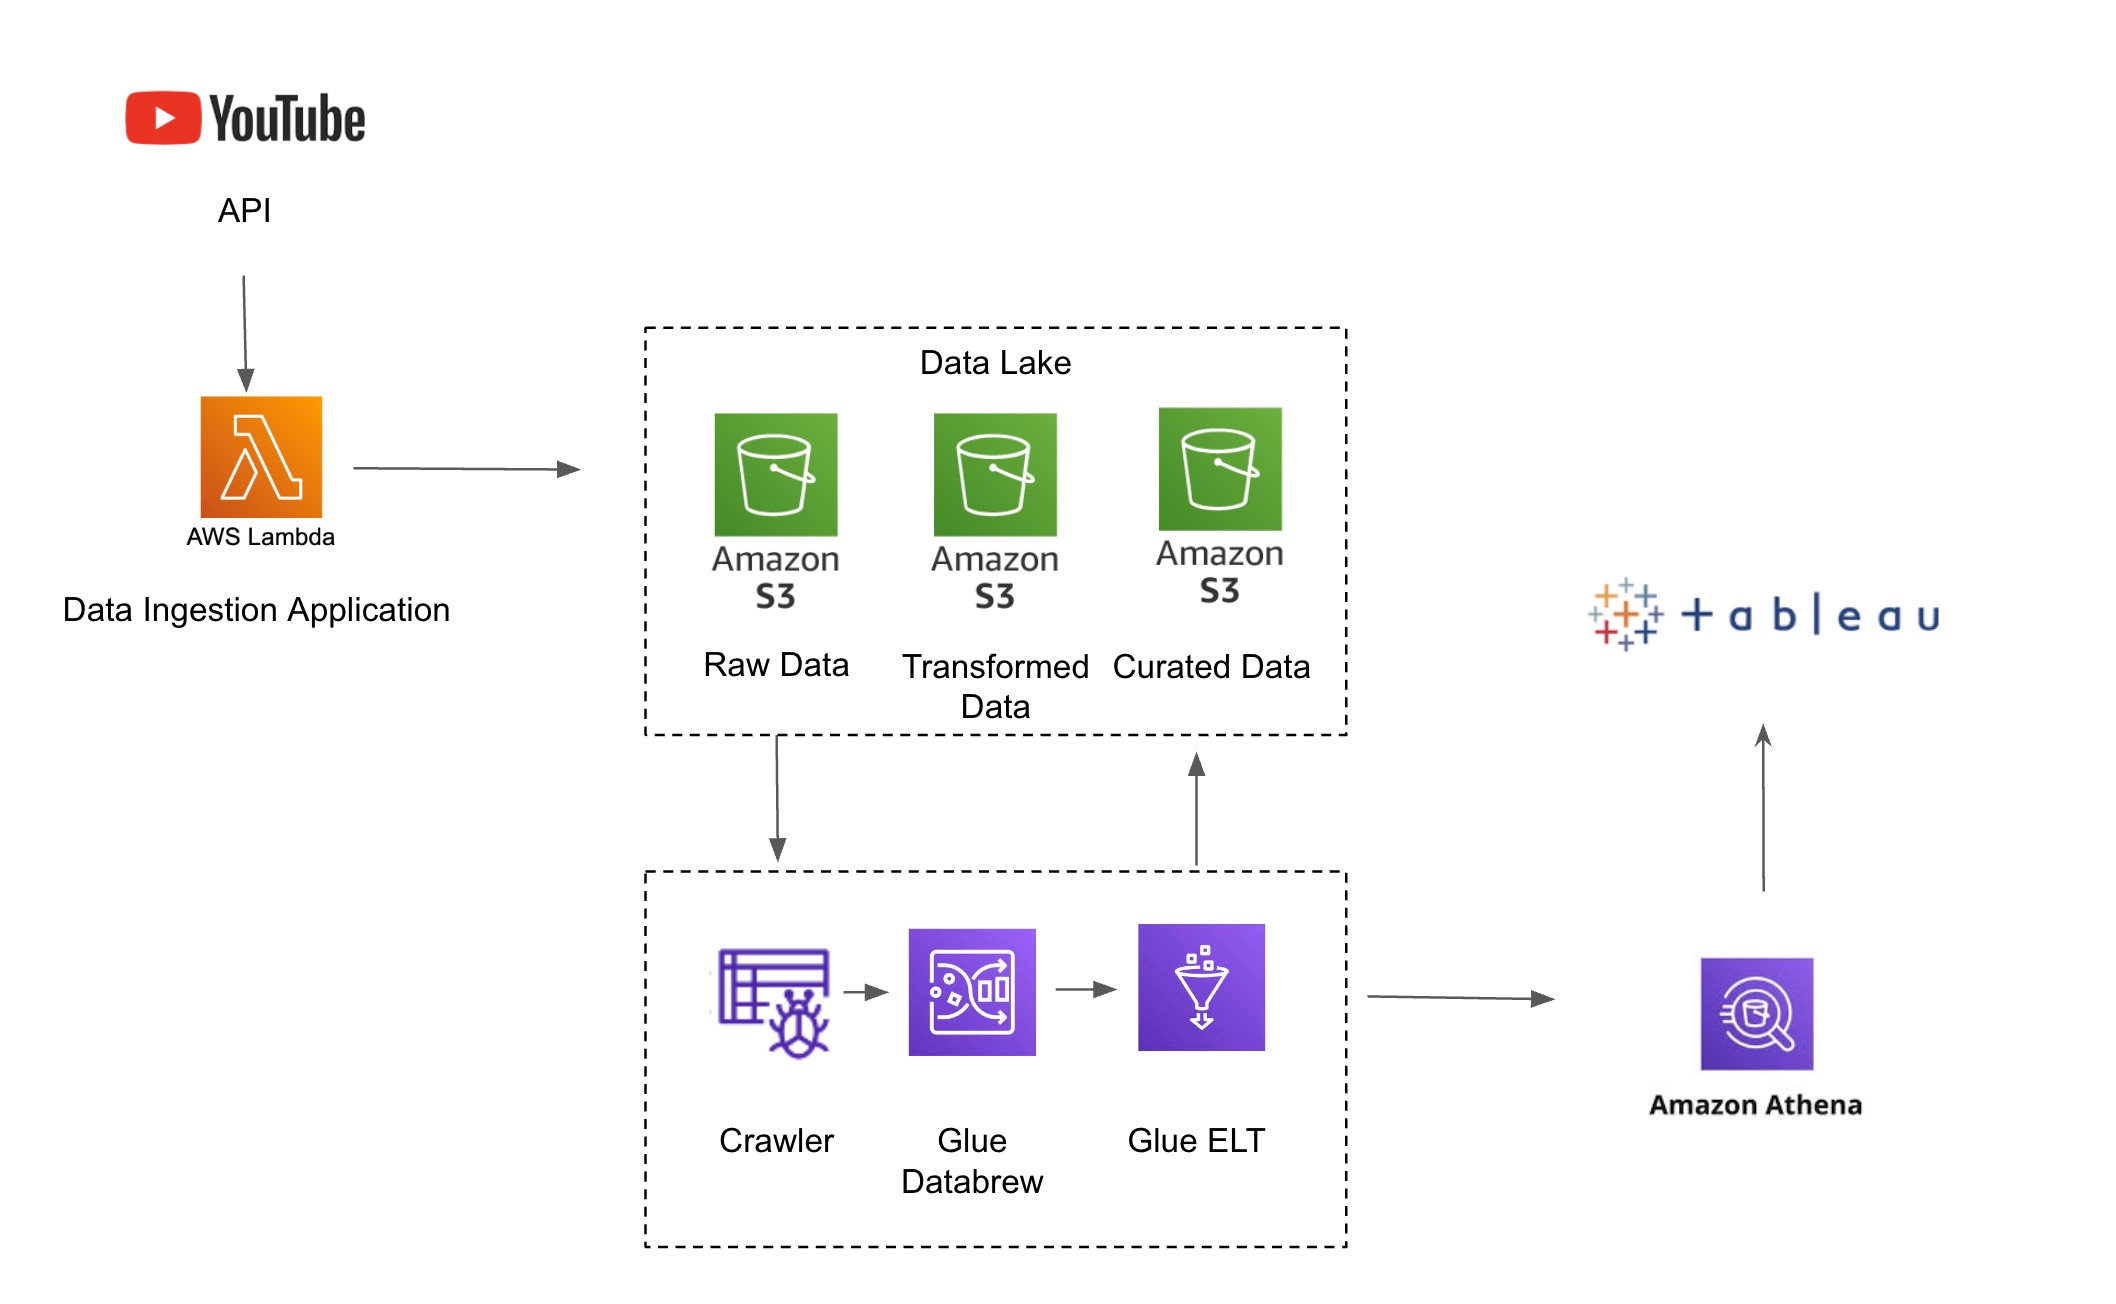 YouTube
API
AWS Lambda
Data Ingestion Application
Data Lake
Amazon
S3
Raw Data
Amazon
S3
Transformed
Data
Amazon
S3
Curated Data
Crawler
Glue
Databrew
Glue ELT
Amazon Athena
+ableau